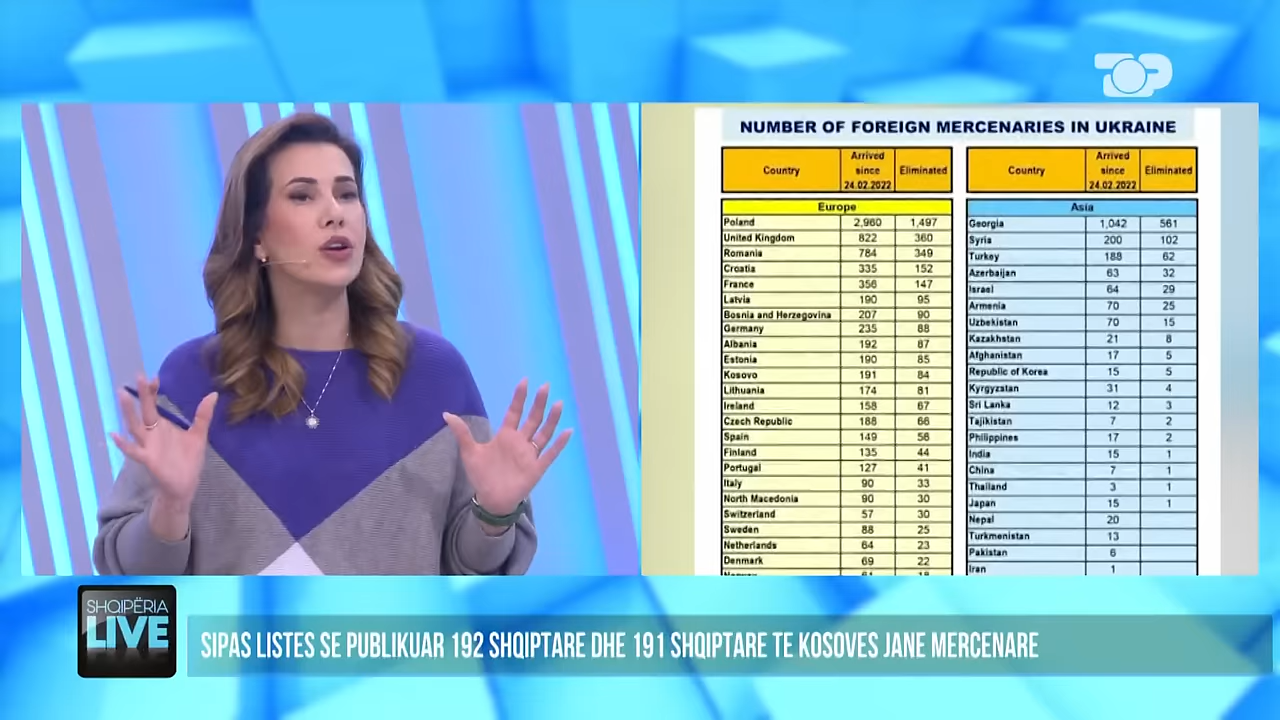 TOP
NUMBER OF FOREIGN MERCENARIES IN UKRAINE
Country Arrived since 24.02.2022 Eliminated
Europe
Poland 2,960 1,497
United Kingdom 822 360
Romania 784 349
Croatia 335 152
France 356 147
Latvia 190 95
Bosnia and Herzegovina 207 90
Germany 235 88
Albania 192 87
Estonia 190 85
Kosovo 191 84
Lithuania 174 81
Ireland 158 67
Czech Republic 188 66
Spain 149 56
Finland 135 44
Portugal 127 41
Italy 90 33
North Macedonia 90 30
Switzerland 57 30
Sweden 88 25
Netherlands 64 23
Denmark 69 22
Country Arrived since 24.02.2022 Eliminated
Asia
Georgia 1,042 561
Syria 200 102
Turkey 188 62
Azerbaijan 63 32
Israel 64 29
Armenia 70 25
Uzbekistan 70 15
Kazakhstan 21 8
Afghanistan 17 5
Republic of Korea 15 5
Kyrgyzstan 31 4
Sri Lanka 12 3
Tajikistan 7 2
Philippines 17 2
India 15 1
China 7 1
Thailand 3 1
Japan 15 1
Nepal 20
Turkmenistan 13
Pakistan 6
Iran 1
SHQIPËRIA
LIVE
SIPAS LISTES SE PUBLIKUAR 192 SHQIPTARE DHE 191 SHQIPTARE TE KOSOVES JANE MERCENARE